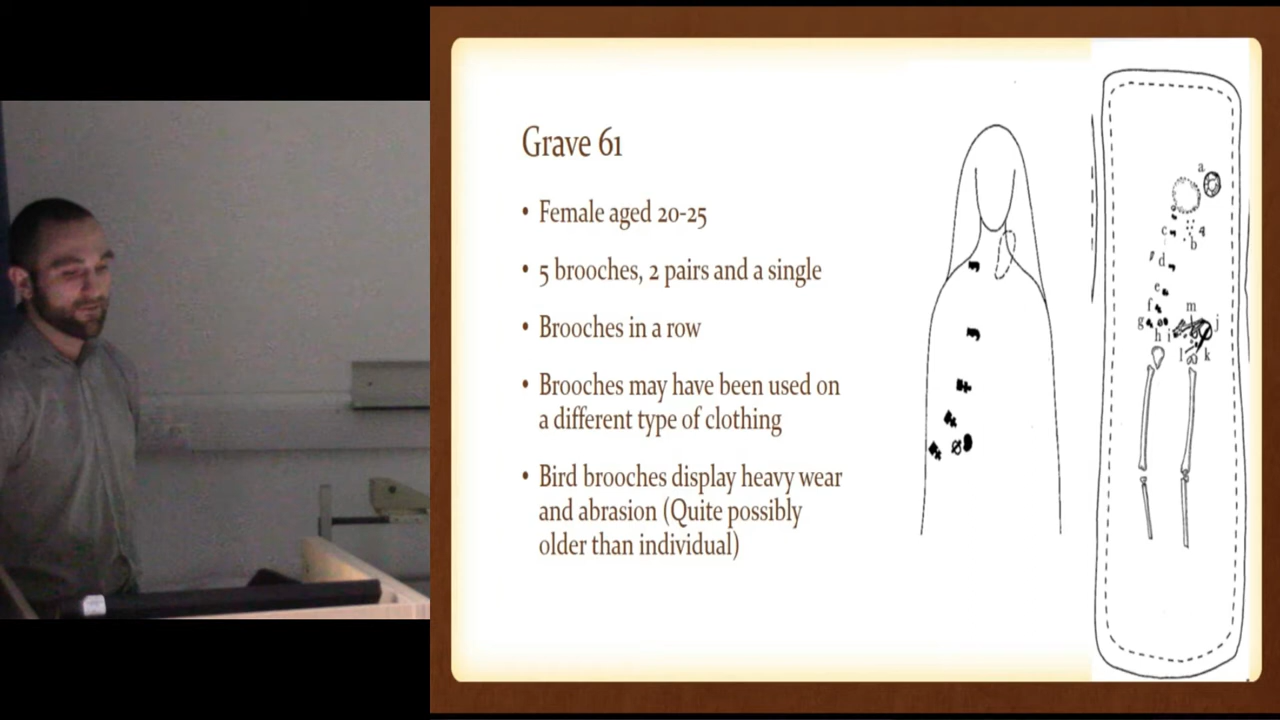 Grave 61
• Female aged 20-25
• 5 brooches, 2 pairs and a single
• Brooches in a row
• Brooches may have been used on
a different type of clothing
• Bird brooches display heavy wear
and abrasion (Quite possibly
older than individual)
a
c 4
b
d
e
f m
g j
h i
l k